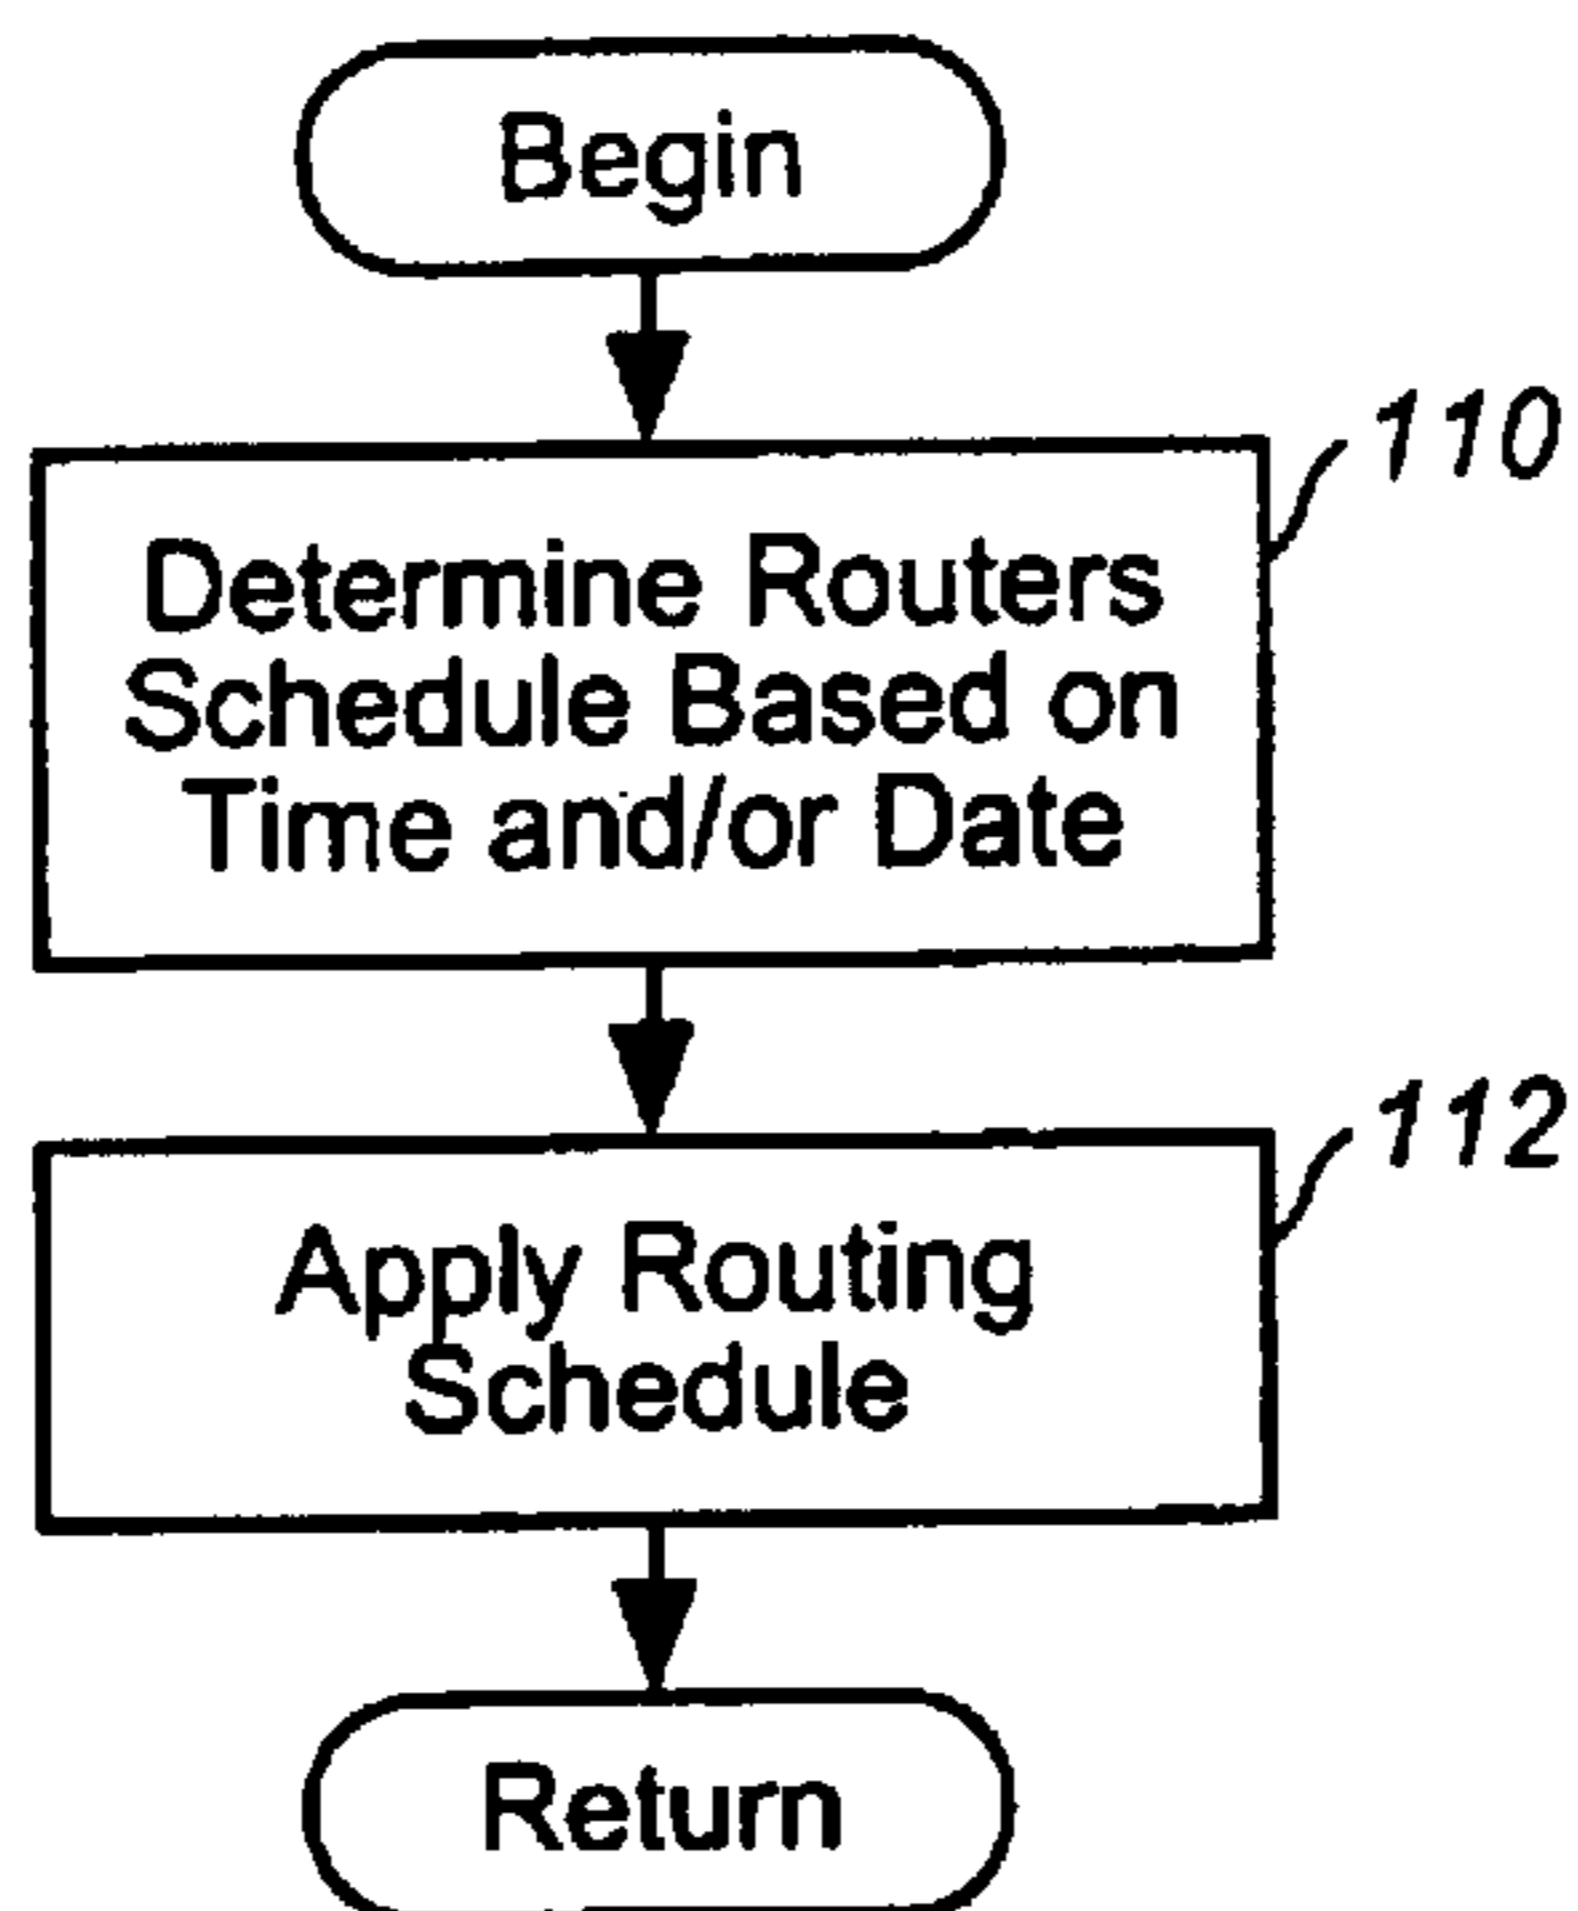 Begin
110
Determine Routers
Schedule Based on
Time and/or Date
112
Apply Routing
Schedule
Return